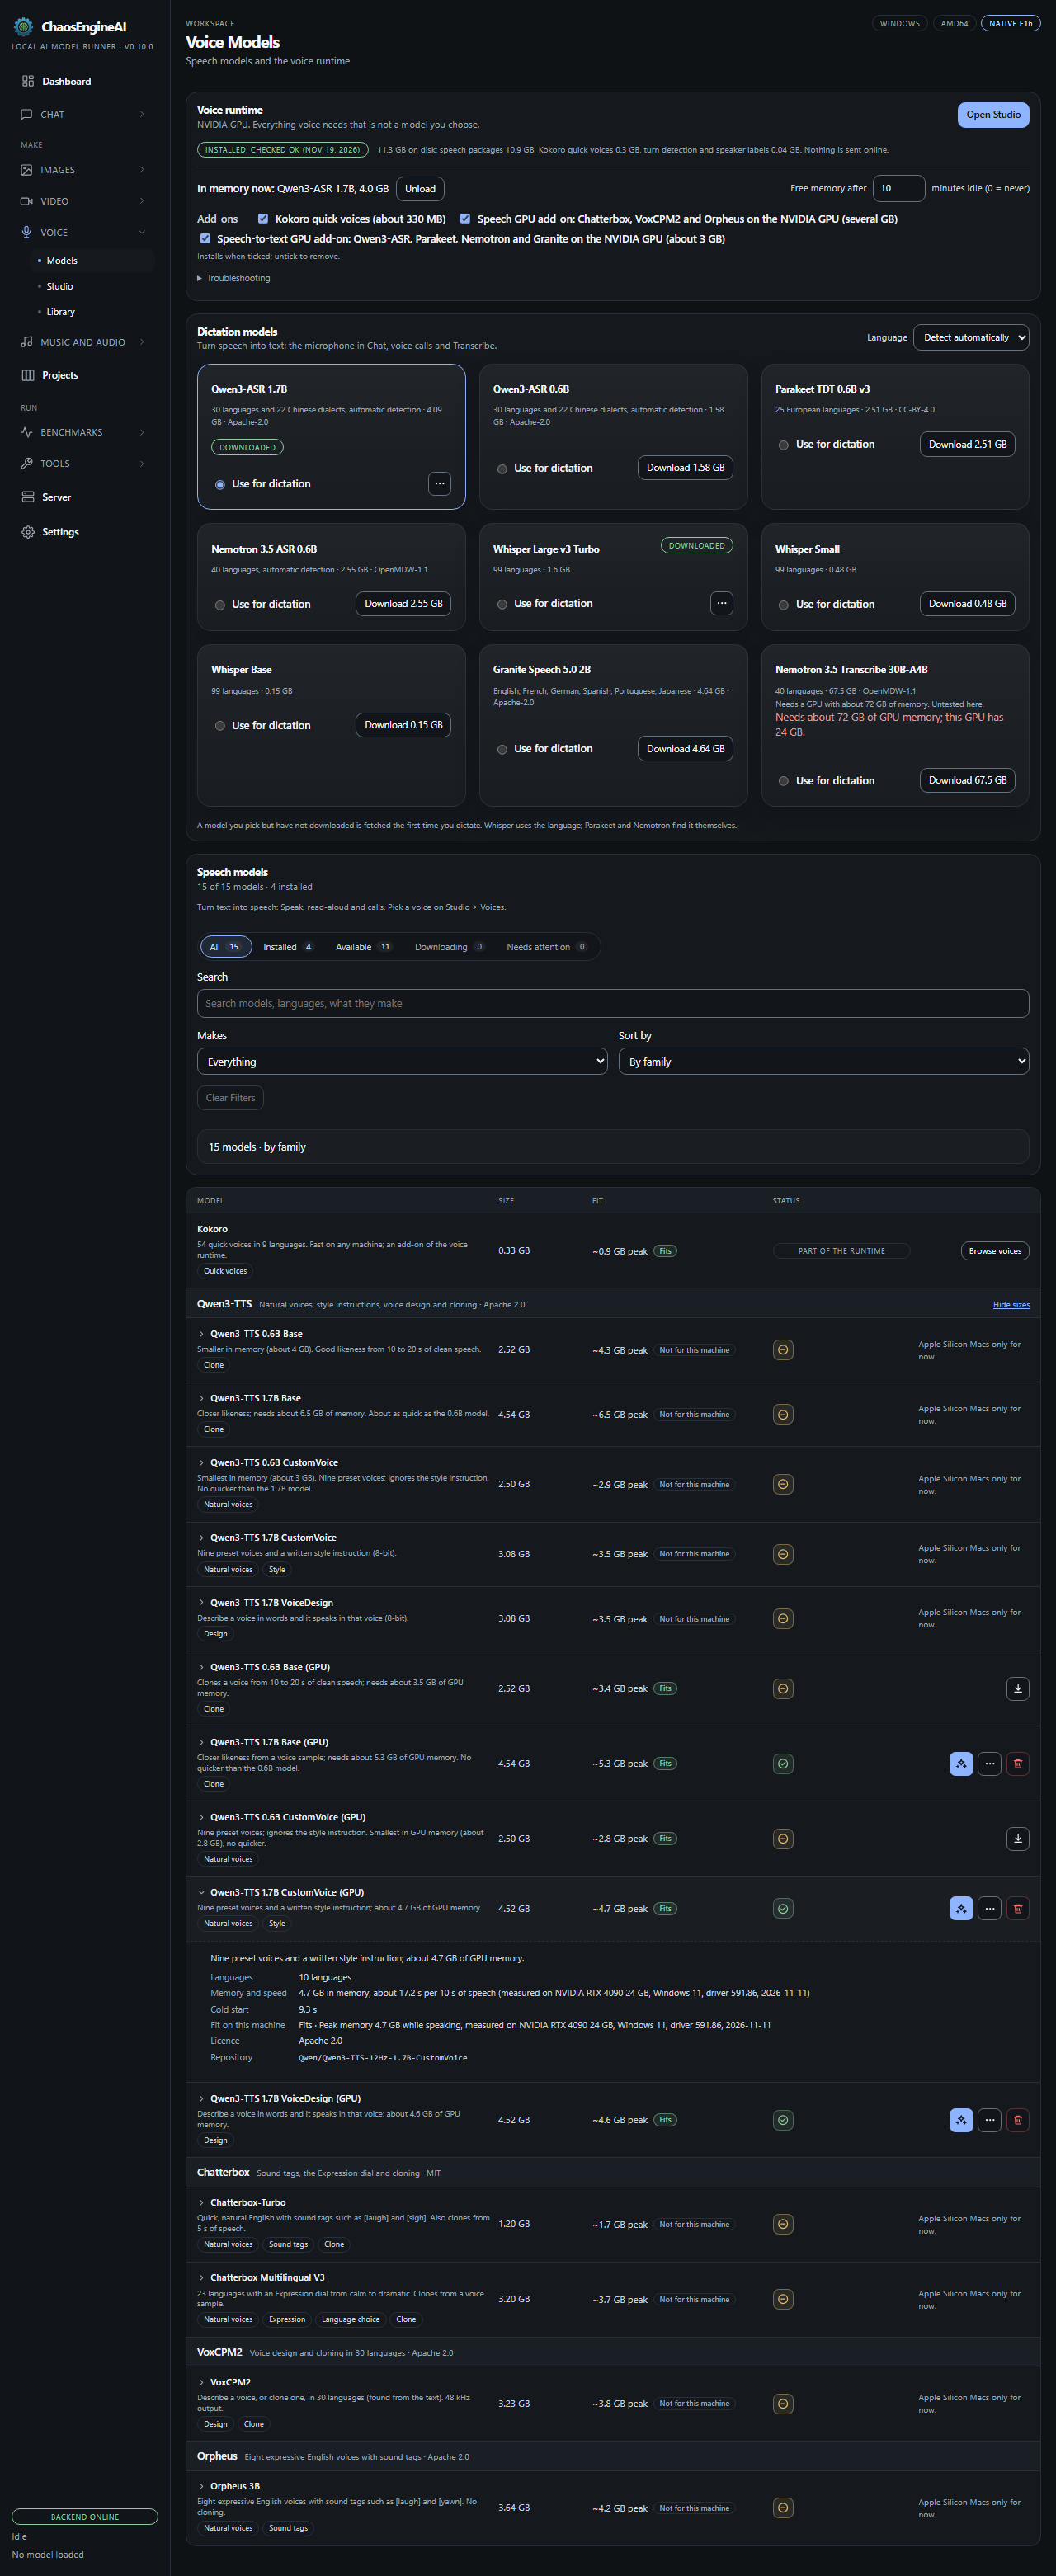 ChaosEngineAI
LOCAL AI MODEL RUNNER · V0.10.0
Dashboard
CHAT
MAKE
IMAGES
VIDEO
VOICE
Models
Studio
Library
MUSIC AND AUDIO
Projects
RUN
BENCHMARKS
TOOLS
Server
Settings
BACKEND ONLINE
Idle
No model loaded
WORKSPACE
Voice Models
Speech models and the voice runtime
WINDOWS
AMD64
NATIVE F16
Voice runtime
NVIDIA GPU. Everything voice needs that is not a model you choose.
Open Studio
INSTALLED, CHECKED OK (NOV 19, 2026)
11.3 GB on disk: speech packages 10.9 GB, Kokoro quick voices 0.3 GB, turn detection and speaker labels 0.04 GB. Nothing is sent online.
In memory now: Qwen3-ASR 1.7B, 4.0 GB
Unload
Free memory after 10 minutes idle (0 = never)
Add-ons
Kokoro quick voices (about 330 MB)
Speech GPU add-on: Chatterbox, VoxCPM2 and Orpheus on the NVIDIA GPU (several GB)
Speech-to-text GPU add-on: Qwen3-ASR, Parakeet, Nemotron and Granite on the NVIDIA GPU (about 3 GB)
Installs when ticked; untick to remove.
Troubleshooting
Dictation models
Turn speech into text: the microphone in Chat, voice calls and Transcribe.
Language
Detect automatically
Qwen3-ASR 1.7B
30 languages and 22 Chinese dialects, automatic detection · 4.09
GB · Apache-2.0
DOWNLOADED
Use for dictation
Qwen3-ASR 0.6B
30 languages and 22 Chinese dialects, automatic detection · 1.58
GB · Apache-2.0
Use for dictation
Download 1.58 GB
Parakeet TDT 0.6B v3
25 European languages · 2.51 GB · CC-BY-4.0
Use for dictation
Download 2.51 GB
Nemotron 3.5 ASR 0.6B
40 languages, automatic detection · 2.55 GB · OpenMDW-1.1
Use for dictation
Download 2.55 GB
Whisper Large v3 Turbo
DOWNLOADED
99 languages · 1.6 GB
Use for dictation
Whisper Small
99 languages · 0.48 GB
Use for dictation
Download 0.48 GB
Whisper Base
99 languages · 0.15 GB
Use for dictation
Download 0.15 GB
Granite Speech 5.0 2B
English, French, German, Spanish, Portuguese, Japanese · 4.64 GB ·
Apache-2.0
Use for dictation
Download 4.64 GB
Nemotron 3.5 Transcribe 30B-A4B
40 languages · 67.5 GB · OpenMDW-1.1
Needs a GPU with about 72 GB of memory. Untested here.
Needs about 72 GB of GPU memory; this GPU has
24 GB.
Use for dictation
Download 67.5 GB
A model you pick but have not downloaded is fetched the first time you dictate. Whisper uses the language; Parakeet and Nemotron find it themselves.
Speech models
15 of 15 models · 4 installed
Turn text into speech: Speak, read-aloud and calls. Pick a voice on Studio > Voices.
All 15
Installed 4
Available 11
Downloading 0
Needs attention 0
Search
Search models, languages, what they make
Makes
Sort by
Everything
By family
Clear Filters
15 models · by family
MODEL
SIZE
FIT
STATUS
Kokoro
54 quick voices in 9 languages. Fast on any machine; an add-on of the voice
runtime.
Quick voices
0.33 GB
~0.9 GB peak
Fits
PART OF THE RUNTIME
Browse voices
Qwen3-TTS
Natural voices, style instructions, voice design and cloning · Apache 2.0
Hide sizes
Qwen3-TTS 0.6B Base
Smaller in memory (about 4 GB). Good likeness from 10 to 20 s of clean speech.
Clone
2.52 GB
~4.3 GB peak
Not for this machine
Apple Silicon Macs only for
now.
Qwen3-TTS 1.7B Base
Closer likeness; needs about 6.5 GB of memory. About as quick as the 0.6B model.
Clone
4.54 GB
~6.5 GB peak
Not for this machine
Apple Silicon Macs only for
now.
Qwen3-TTS 0.6B CustomVoice
Smallest in memory (about 3 GB). Nine preset voices; ignores the style instruction.
No quicker than the 1.7B model.
Natural voices
2.50 GB
~2.9 GB peak
Not for this machine
Apple Silicon Macs only for
now.
Qwen3-TTS 1.7B CustomVoice
Nine preset voices and a written style instruction (8-bit).
Natural voices
Style
3.08 GB
~3.5 GB peak
Not for this machine
Apple Silicon Macs only for
now.
Qwen3-TTS 1.7B VoiceDesign
Describe a voice in words and it speaks in that voice (8-bit).
Design
3.08 GB
~3.5 GB peak
Not for this machine
Apple Silicon Macs only for
now.
Qwen3-TTS 0.6B Base (GPU)
Clones a voice from 10 to 20 s of clean speech; needs about 3.5 GB of GPU
memory.
Clone
2.52 GB
~3.4 GB peak
Fits
Qwen3-TTS 1.7B Base (GPU)
Closer likeness from a voice sample; needs about 5.3 GB of GPU memory. No
quicker than the 0.6B model.
Clone
4.54 GB
~5.3 GB peak
Fits
Qwen3-TTS 0.6B CustomVoice (GPU)
Nine preset voices; ignores the style instruction. Smallest in GPU memory (about
2.8 GB), no quicker.
Natural voices
2.50 GB
~2.8 GB peak
Fits
Qwen3-TTS 1.7B CustomVoice (GPU)
Nine preset voices and a written style instruction; about 4.7 GB of GPU memory.
Natural voices
Style
4.52 GB
~4.7 GB peak
Fits
Nine preset voices and a written style instruction; about 4.7 GB of GPU memory.
Languages 10 languages
Memory and speed 4.7 GB in memory, about 17.2 s per 10 s of speech (measured on NVIDIA RTX 4090 24 GB, Windows 11, driver 591.86, 2026-11-11)
Cold start 9.3 s
Fit on this machine Fits · Peak memory 4.7 GB while speaking, measured on NVIDIA RTX 4090 24 GB, Windows 11, driver 591.86, 2026-11-11
Licence Apache 2.0
Repository Qwen/Qwen3-TTS-12Hz-1.7B-CustomVoice
Qwen3-TTS 1.7B VoiceDesign (GPU)
Describe a voice in words and it speaks in that voice; about 4.6 GB of GPU
memory.
Design
4.52 GB
~4.6 GB peak
Fits
Chatterbox
Sound tags, the Expression dial and cloning · MIT
Chatterbox-Turbo
Quick, natural English with sound tags such as [laugh] and [sigh]. Also clones from
5 s of speech.
Natural voices
Sound tags
Clone
1.20 GB
~1.7 GB peak
Not for this machine
Apple Silicon Macs only for
now.
Chatterbox Multilingual V3
23 languages with an Expression dial from calm to dramatic. Clones from a voice
sample.
Natural voices
Expression
Language choice
Clone
3.20 GB
~3.7 GB peak
Not for this machine
Apple Silicon Macs only for
now.
VoxCPM2
Voice design and cloning in 30 languages · Apache 2.0
VoxCPM2
Describe a voice, or clone one, in 30 languages (found from the text). 48 kHz
output.
Design
Clone
3.23 GB
~3.8 GB peak
Not for this machine
Apple Silicon Macs only for
now.
Orpheus
Eight expressive English voices with sound tags · Apache 2.0
Orpheus 3B
Eight expressive English voices with sound tags such as [laugh] and [yawn]. No
cloning.
Natural voices
Sound tags
3.64 GB
~4.2 GB peak
Not for this machine
Apple Silicon Macs only for
now.